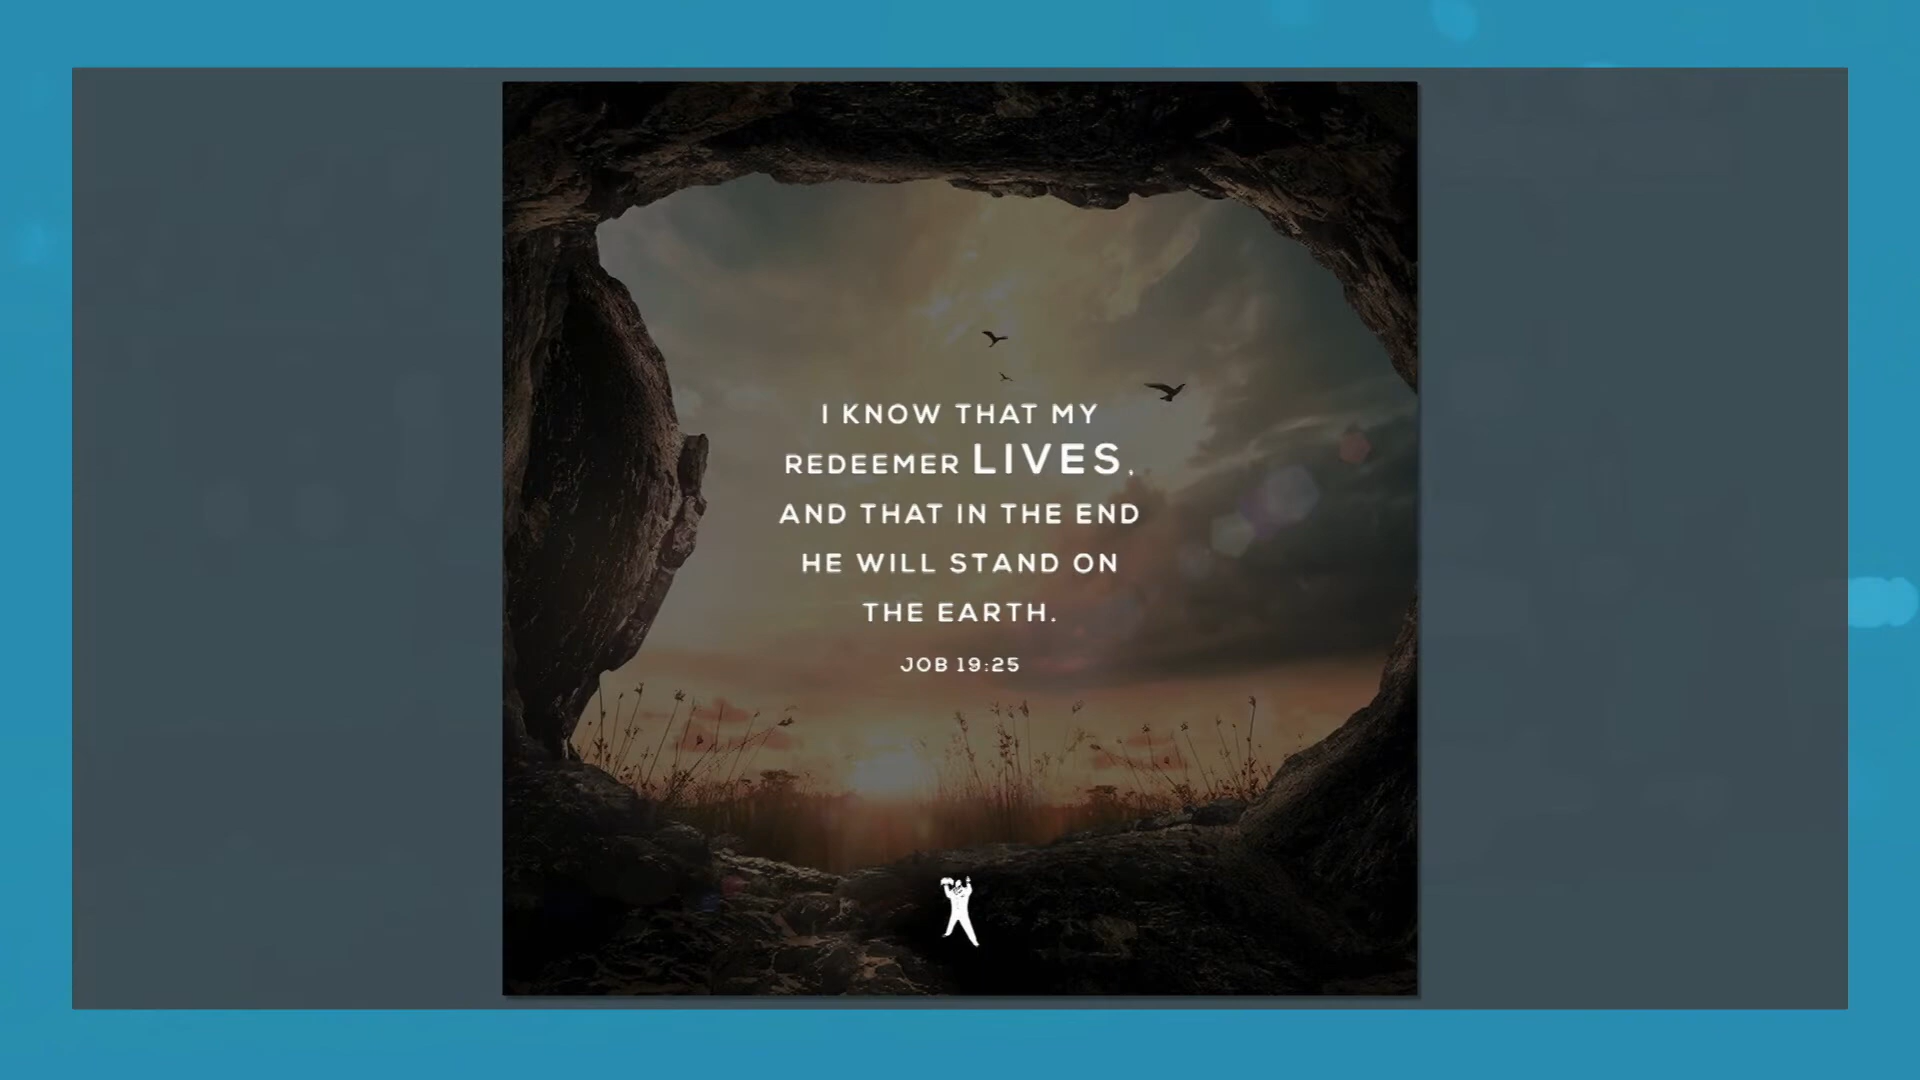 I KNOW THAT MY
REDEEMER LIVES,
AND THAT IN THE END
HE WILL STAND ON
THE EARTH.
JOB 19:25